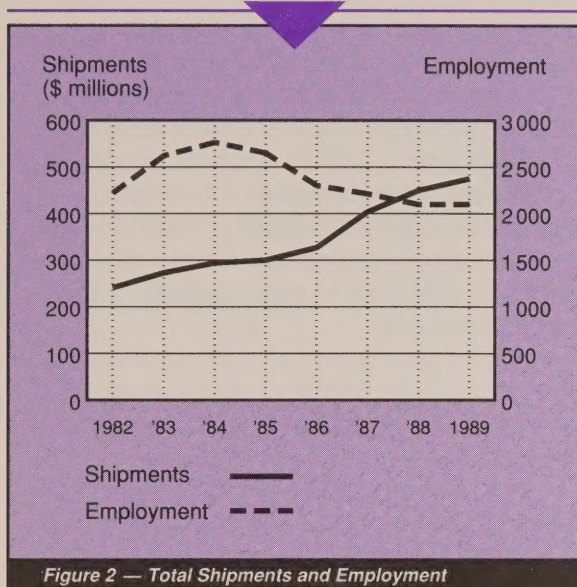 Shipments
($ millions)
Employment
600
500
400
300
200
100
0
3 000
2 500
2 000
1 500
1 000
500
0
1982 '83 '84 '85 '86 '87 '88 1989
Shipments
Employment
Figure 2 — Total Shipments and Employment